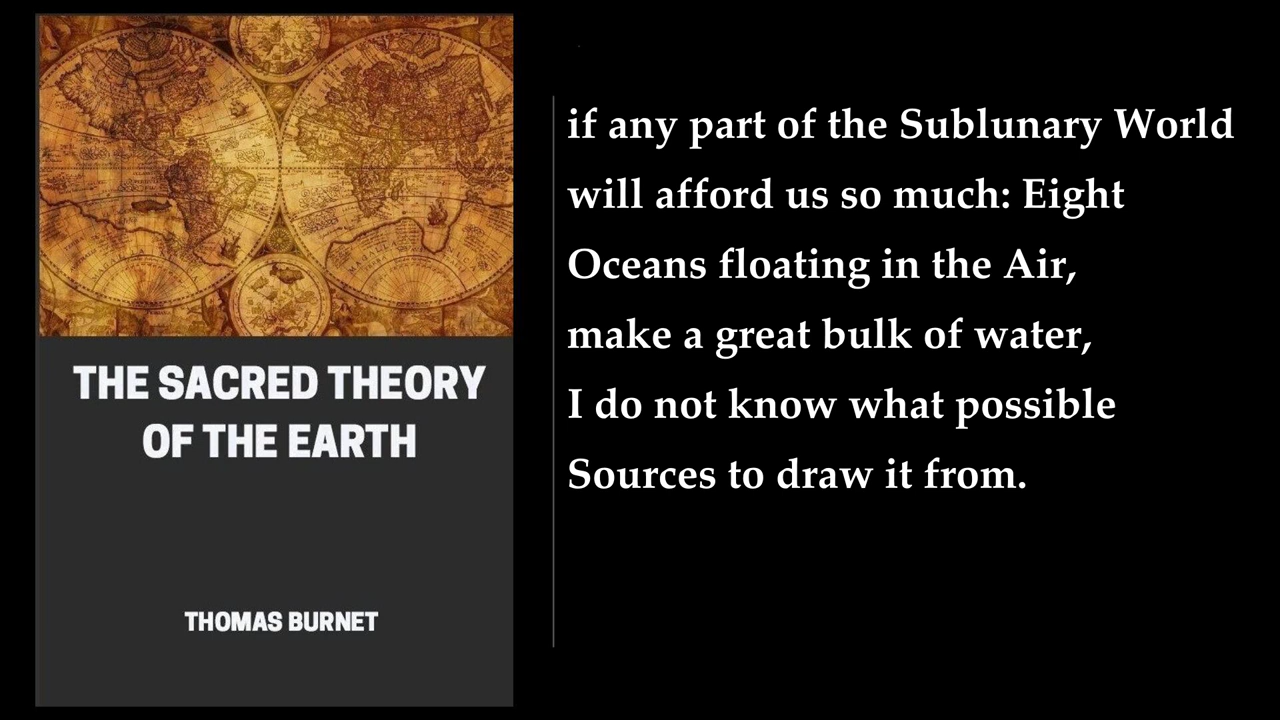 THE SACRED THEORY
OF THE EARTH
THOMAS BURNET
if any part of the Sublunary World
will afford us so much: Eight
Oceans floating in the Air,
make a great bulk of water,
I do not know what possible
Sources to draw it from.